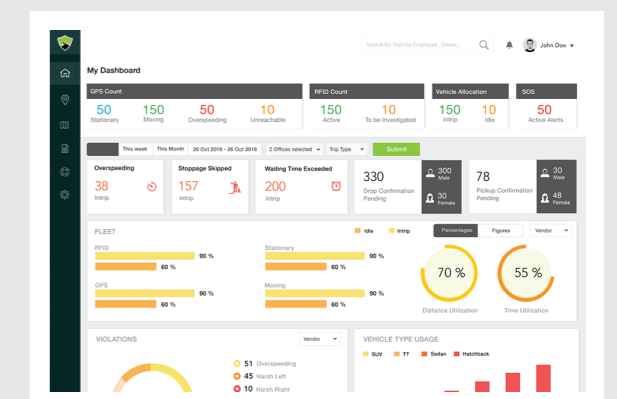 Search for Trips by Employee , Driver...
John Doe
My Dashboard
GPS Count
RFID Count
Vehicle Allocation
SOS
50 150 50 10
Stationary Moving Overspeeding Unreachable
150 10
Active To be investigated
150 10
Intrip Idle
50
Active Alerts
This week This Month 26 Oct 2016 - 26 Oct 2016 2 Offices selected Trip Type Submit
Overspeeding
38
Intrip
Stoppage Skipped
157
Intrip
Waiting Time Exceeded
200
Intrip
330
Drop Confirmation
Pending
300
Male
30
Female
78
Pickup Confirmation
Pending
30
Male
48
Female
FLEET
Idle Intrip
Percentages Figures Vendor
RFID
90 %
60 %
Stationary
90 %
60 %
GPS
90 %
60 %
Moving
90 %
60 %
70 %
Distance Utilization
55 %
Time Utilization
VIOLATIONS
Vendor
51 Overspeeding
45 Harsh Left
10 Harsh Right
VEHICLE TYPE USAGE
SUV TT Sedan Hatchback